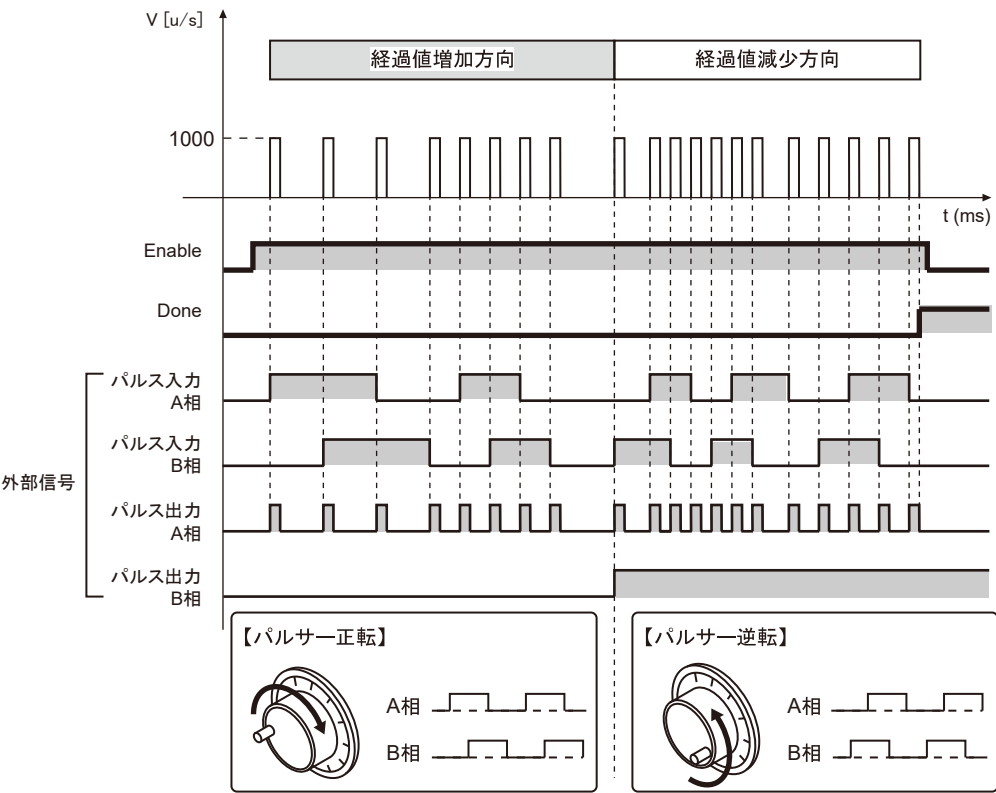 V [u/s]
経過値増加方向
経過値減少方向
1000
t (ms)
Enable
Done
外部信号
パルス入力
A相
パルス入力
B相
パルス出力
A相
パルス出力
B相
【パルサー正転】
A相
B相
【パルサー逆転】
A相
B相